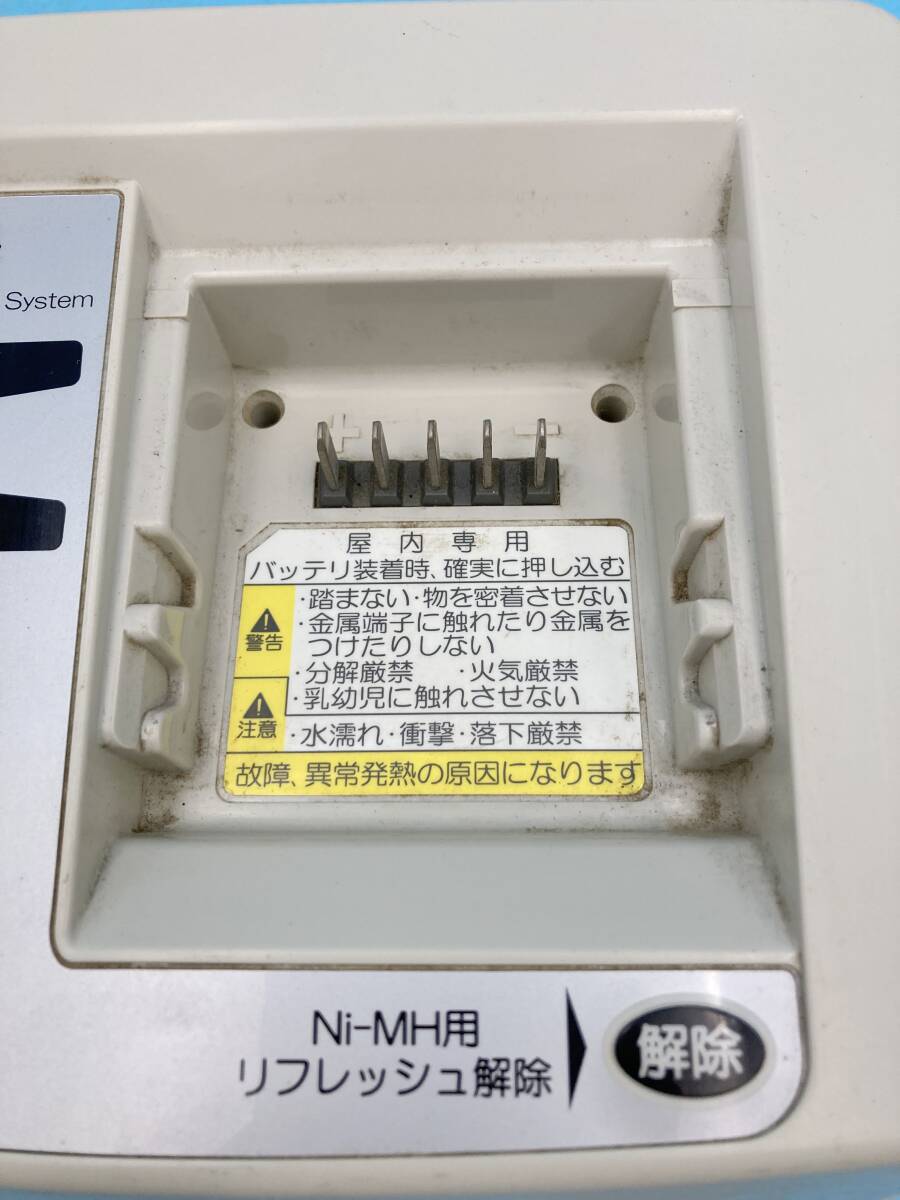 System
+ −
屋内専用
バッテリ装着時、確実に押し込む
警告
・踏まない・物を密着させない
・金属端子に触れたり金属を
つけたりしない
・分解厳禁 ・火気厳禁
・乳幼児に触れさせない
注意
・水濡れ・衝撃・落下厳禁
故障、異常発熱の原因になります
Ni-MH用
リフレッシュ解除
解除